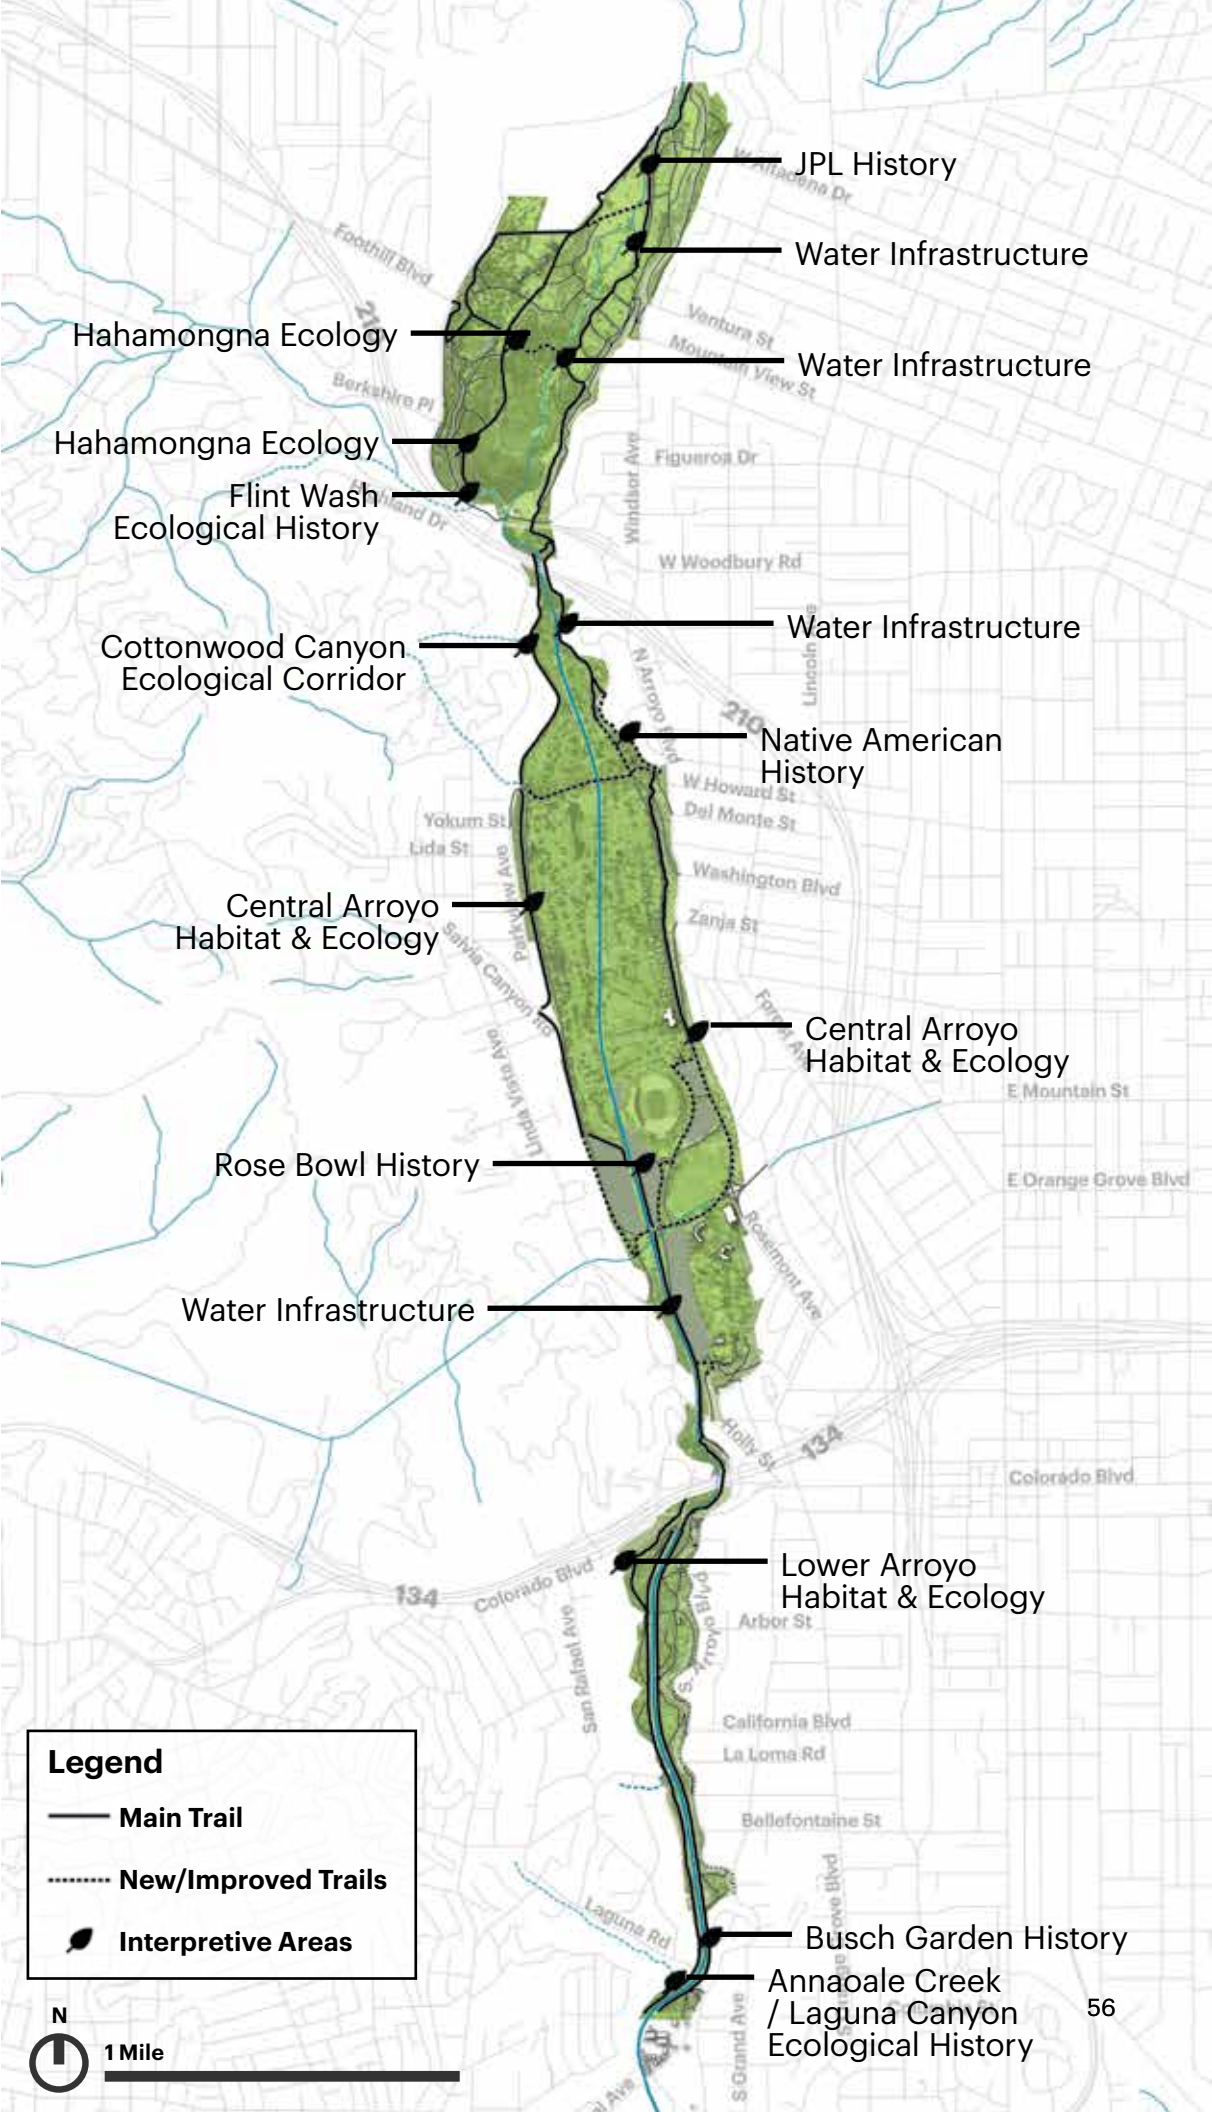 JPL History
W Altadena Dr
Water Infrastructure
Foothill Blvd
Ventura St
Hahamongna Ecology
Mountain View St
Water Infrastructure
Berkshire Pl
Hahamongna Ecology
Figueroa Dr
Windsor Ave
Flint Wash
Ecological History
W Woodbury Rd
Water Infrastructure
Cottonwood Canyon
Ecological Corridor
N Arroyo Blvd
210
Native American
History
W Howard St
Del Monte St
Yokum St
Lida St
Parkview Ave
Washington Blvd
Central Arroyo
Habitat & Ecology
Zanja St
Salvia Canyon Rd
Central Arroyo
Habitat & Ecology
Linda Vista Ave
E Mountain St
Rose Bowl History
E Orange Grove Blvd
Rosemont Ave
Water Infrastructure
Holly St
134
Colorado Blvd
Lower Arroyo
Habitat & Ecology
134
Colorado Blvd
Arbor St
S. Arroyo Blvd
San Rafael Ave
California Blvd
La Loma Rd
Bellefontaine St
Legend
Main Trail
New/Improved Trails
Interpretive Areas
Laguna Rd
Busch Garden History
Annaoale Creek
/ Laguna Canyon
Ecological History
56
S Grand Ave
N
1 Mile